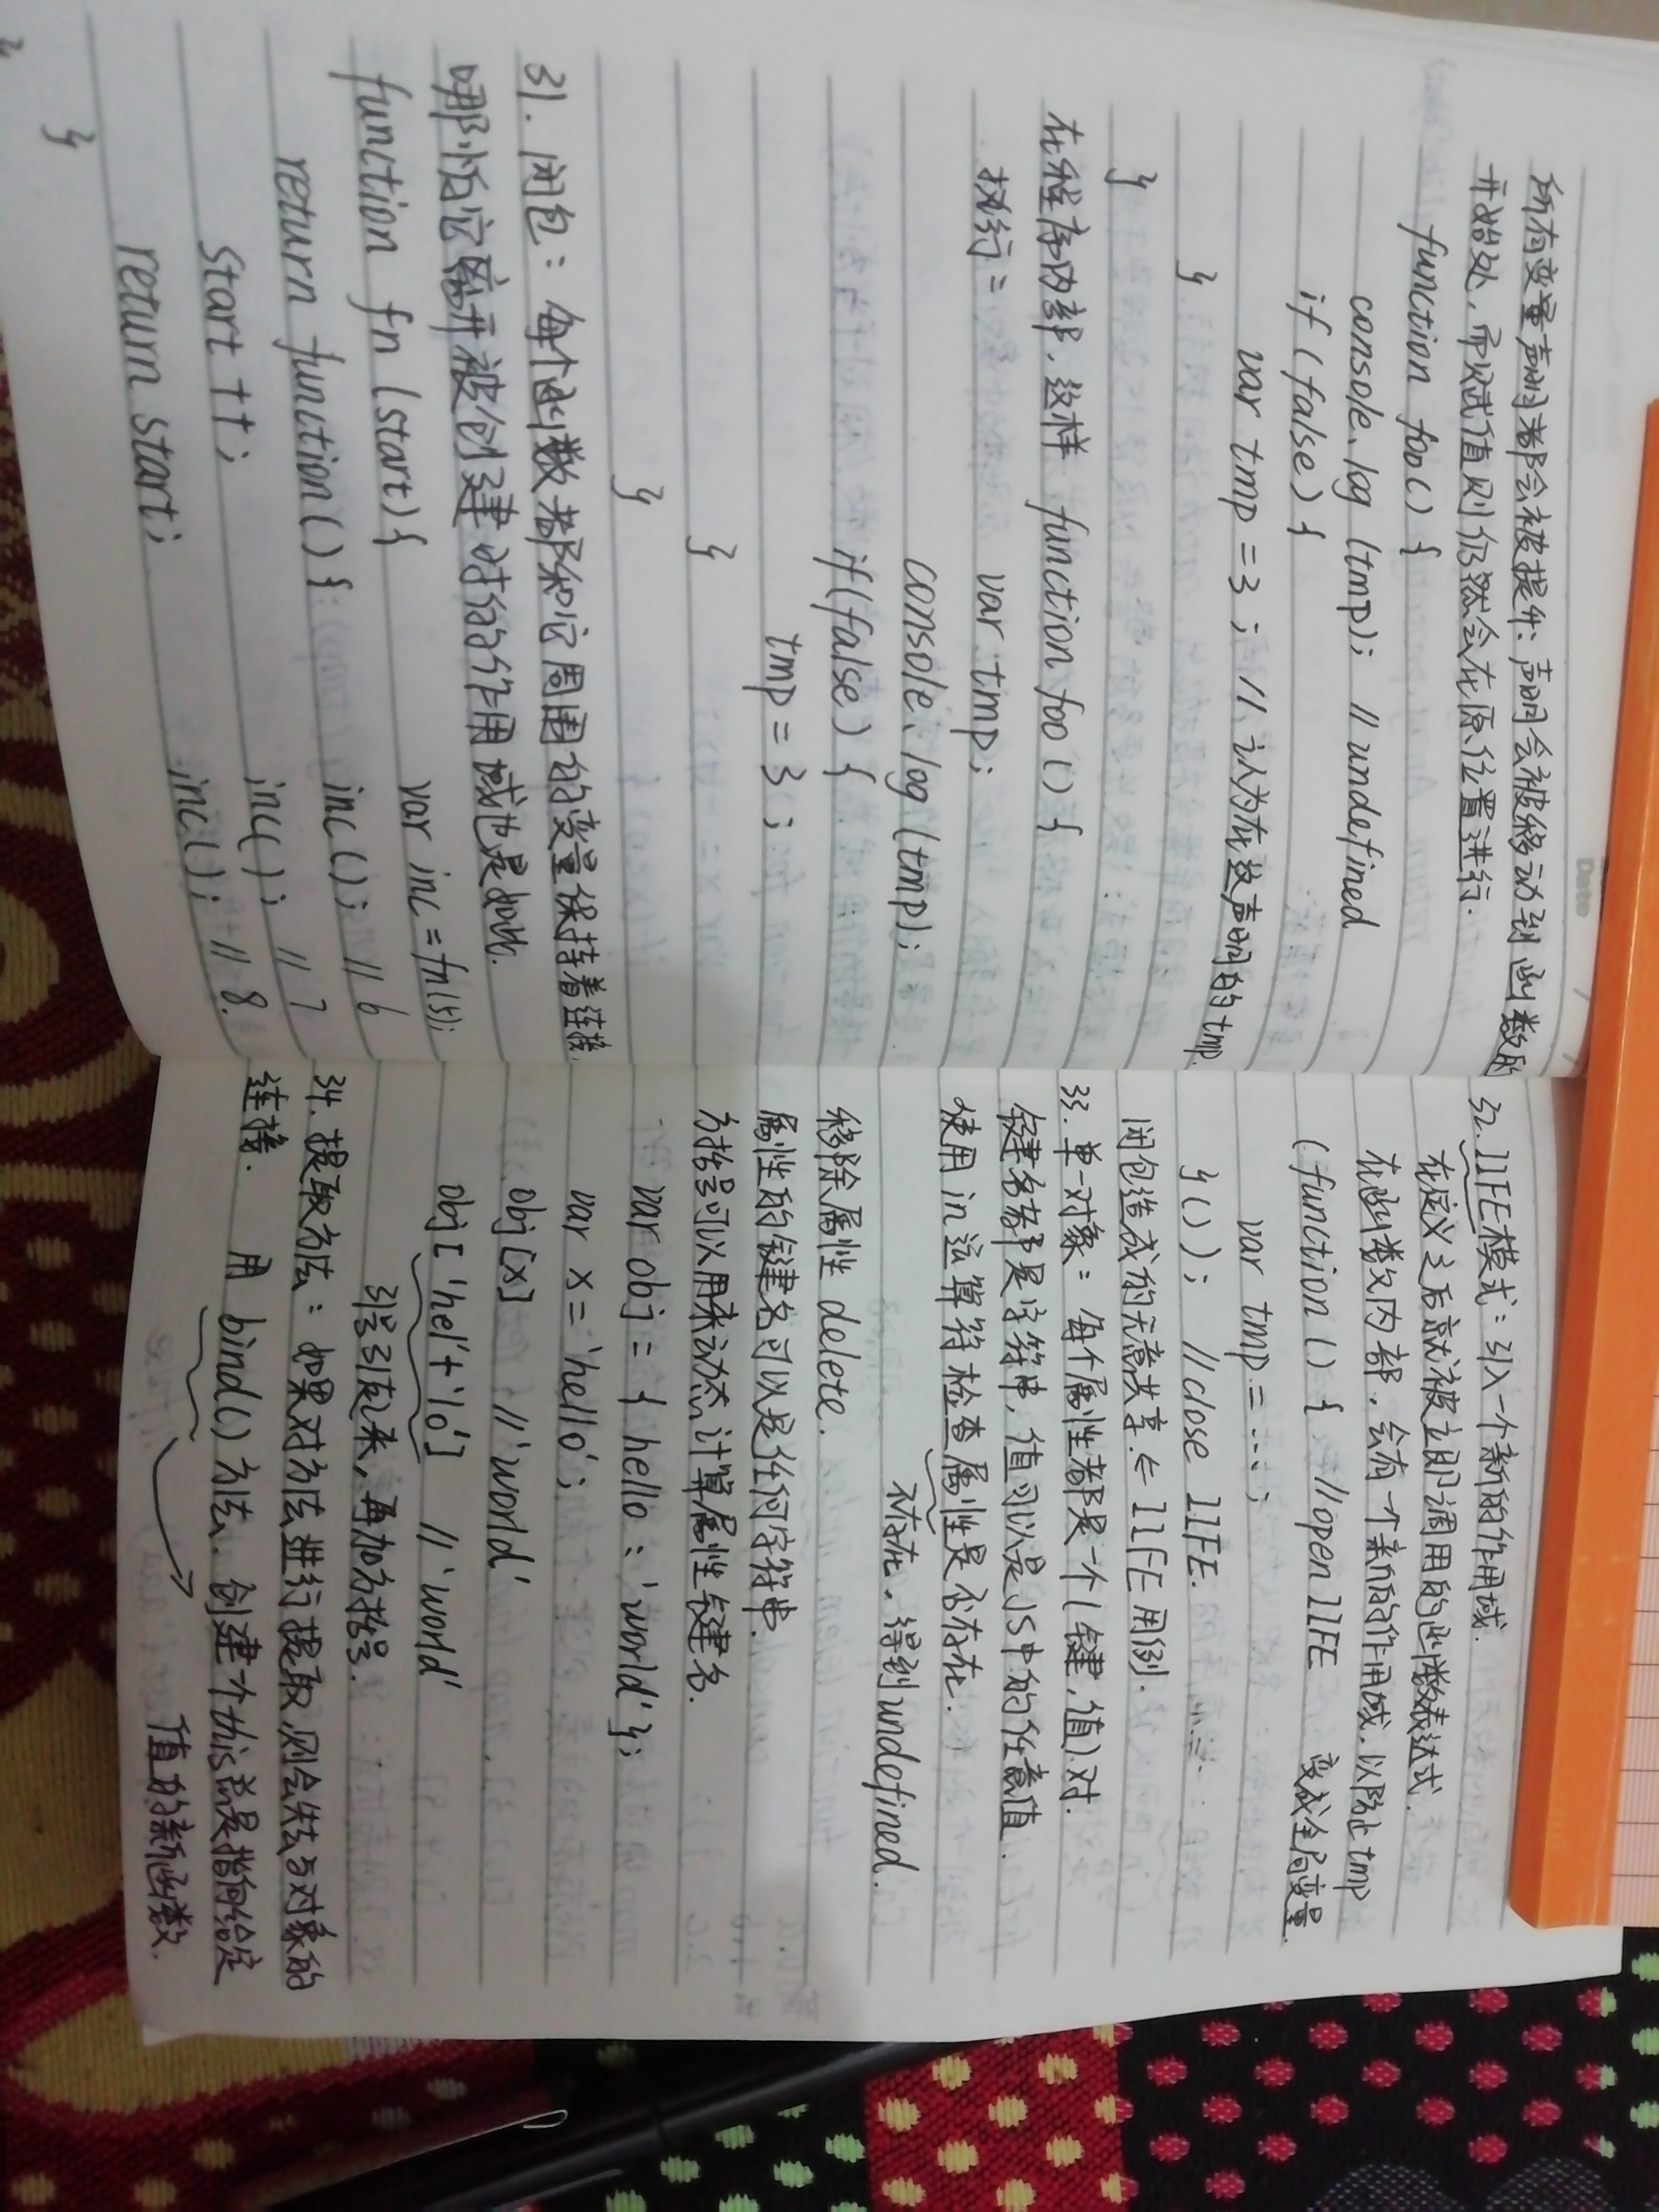 Date
所有变量声明都会被提升：声明会被移动到函数的
开始处，而赋值则仍然会在原位置进行.
function foo() {
console.log (tmp); // undefined
if (false) {
var tmp = 3; // 认为在这声明的tmp
}
}
在程序内部，这样 function foo () {
执行= var tmp;
console.log (tmp);
if(false) {
tmp = 3;
}
}
31. 闭包：每个函数都和它周围的变量保持着连接.
哪怕它离开被创建时的作用域也是如此.
function fn (start) {
return function () {
start ++;
return start;
}
}
var inc = fn(5);
inc(); // 6
inc(); // 7
inc(); // 8.
32. IIFE模式：引入一个新的作用域.
在定义之后就被立即调用的函数表达式.
在函数内部，会有一个新的作用域，以防止tmp
变成全局变量
(function () { //open IIFE
var tmp = ...;
}()); //close IIFE.
闭包造成的无意共享 ← IIFE 用例.
33. 单一对象：每个属性都是一个(键，值)对.
键名都是字符串，值可以是JS中的任意值.
使用 in 运算符检查属性是否存在.
不存在，得到undefined.
移除属性 delete.
属性的键名可以是任何字符串.
方括号可以用来动态计算属性键名.
var obj = { hello : 'world' };
var x = 'hello';
obj[x] // 'world'
obj['hel'+'lo'] // 'world'
引号引起来，再加方括号.
34. 提取方法：如果对方法进行提取，则会失去与对象的
连接.
用 bind() 方法，创建个this总是指向给定
值的新函数.